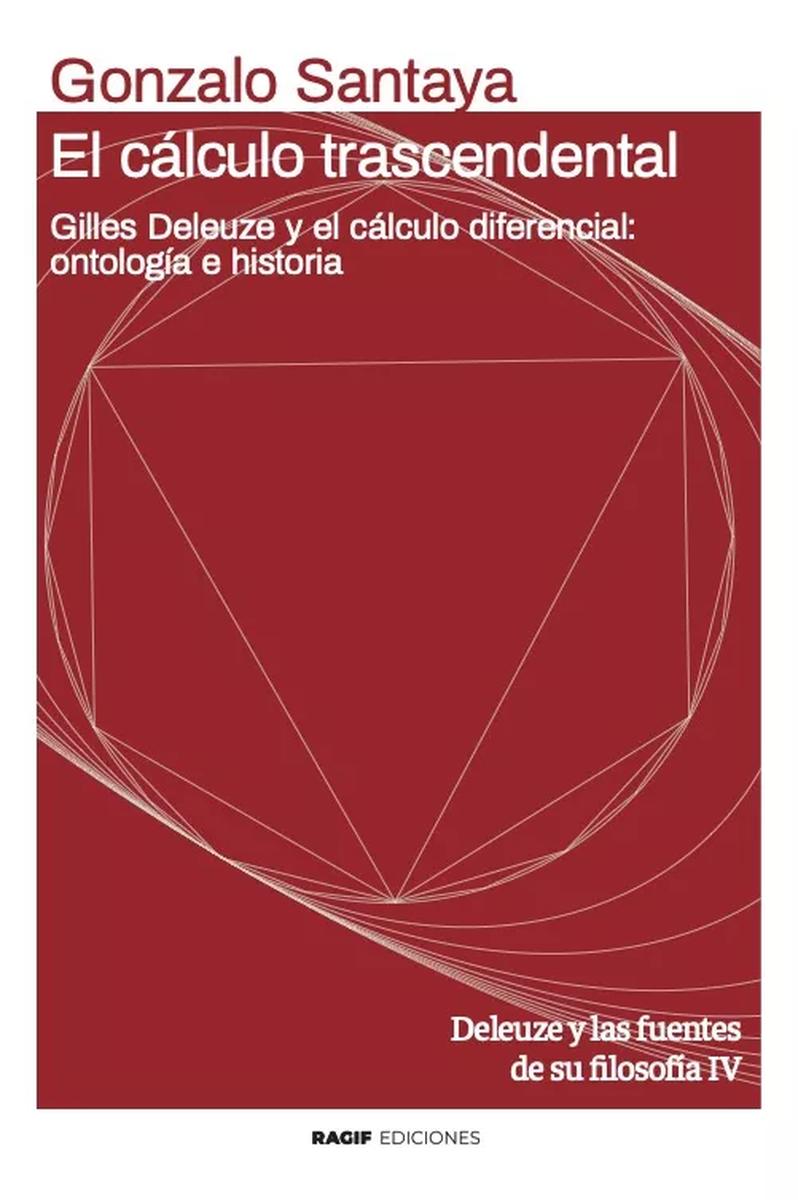 Gonzalo Santaya
El cálculo trascendental
Gilles Deleuze y el cálculo diferencial:
ontología e historia
Deleuze y las fuentes
de su filosofía IV
RAGIF EDICIONES